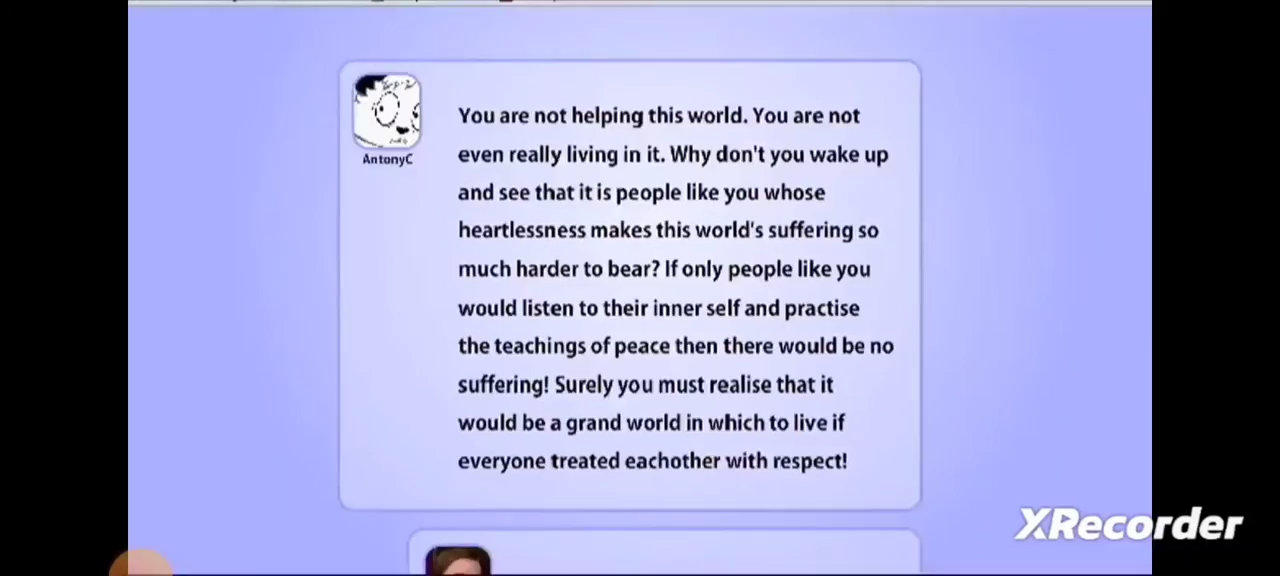 AntonyC
You are not helping this world. You are not
even really living in it. Why don't you wake up
and see that it is people like you whose
heartlessness makes this world's suffering so
much harder to bear? If only people like you
would listen to their inner self and practise
the teachings of peace then there would be no
suffering! Surely you must realise that it
would be a grand world in which to live if
everyone treated eachother with respect!
XRecorder